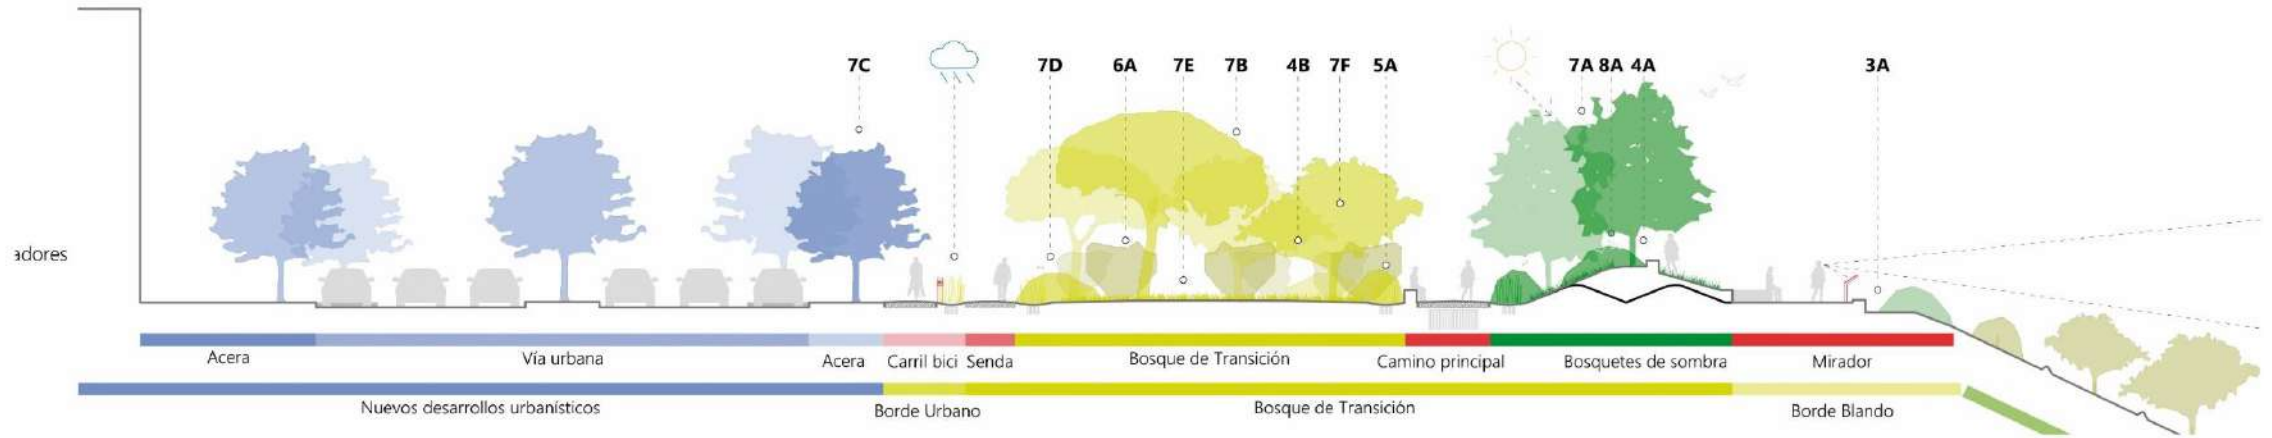 7C 7D 6A 7E 7B 4B 7F 5A 7A 8A 4A 3A
adores
Acera Vía urbana Acera Carril bici Senda Bosque de Transición Camino principal Bosquetes de sombra Mirador
Nuevos desarrollos urbanísticos Borde Urbano Bosque de Transición Borde Blando